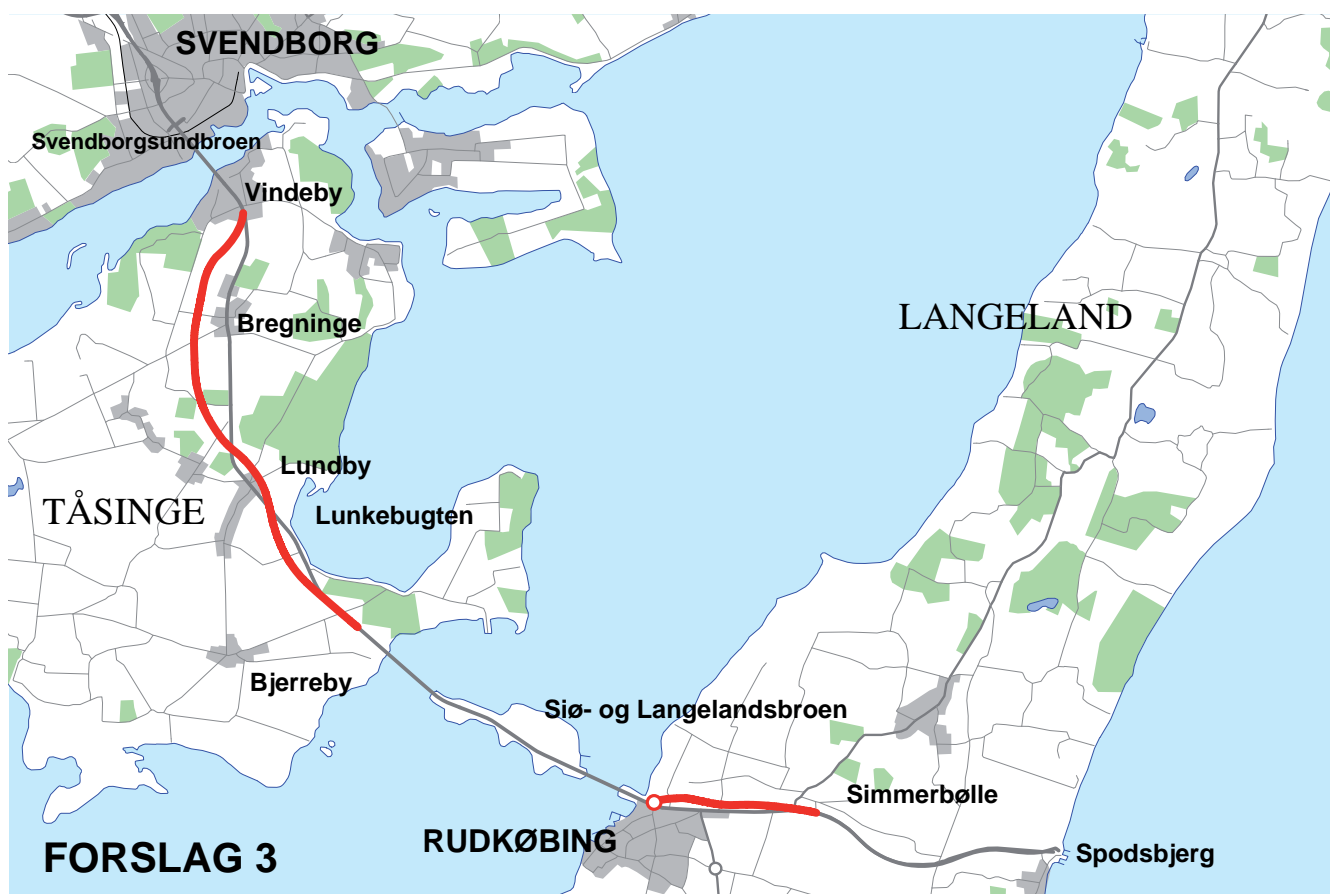 SVENDBORG
Svendborgsundbroen
Vindeby
Bregninge
LANGELAND
Lundby
TÅSINGE
Lunkebugten
Bjerreby
Siø- og Langelandsbroen
Simmerbølle
RUDKØBING
FORSLAG 3
Spodsbjerg